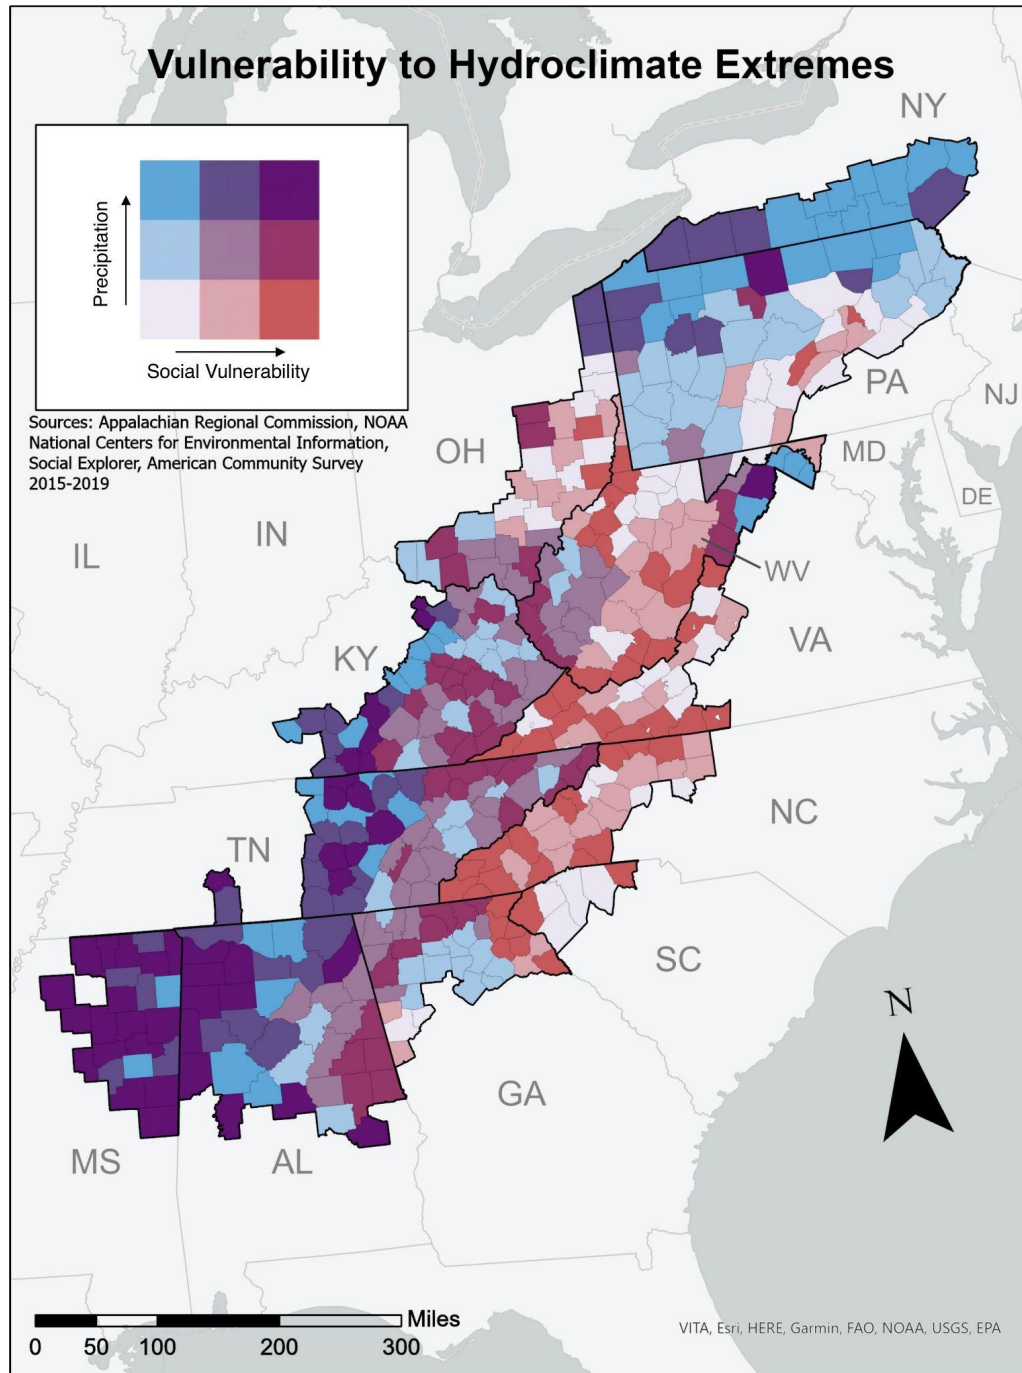 Vulnerability to Hydroclimate Extremes
NY
Precipitation
Social Vulnerability
Sources: Appalachian Regional Commission, NOAA
National Centers for Environmental Information,
Social Explorer, American Community Survey
2015-2019
PA
NJ
OH
MD
DE
IN
IL
WV
VA
KY
NC
TN
SC
N
GA
MS
AL
Miles
0 50 100 200 300
VITA, Esri, HERE, Garmin, FAO, NOAA, USGS, EPA